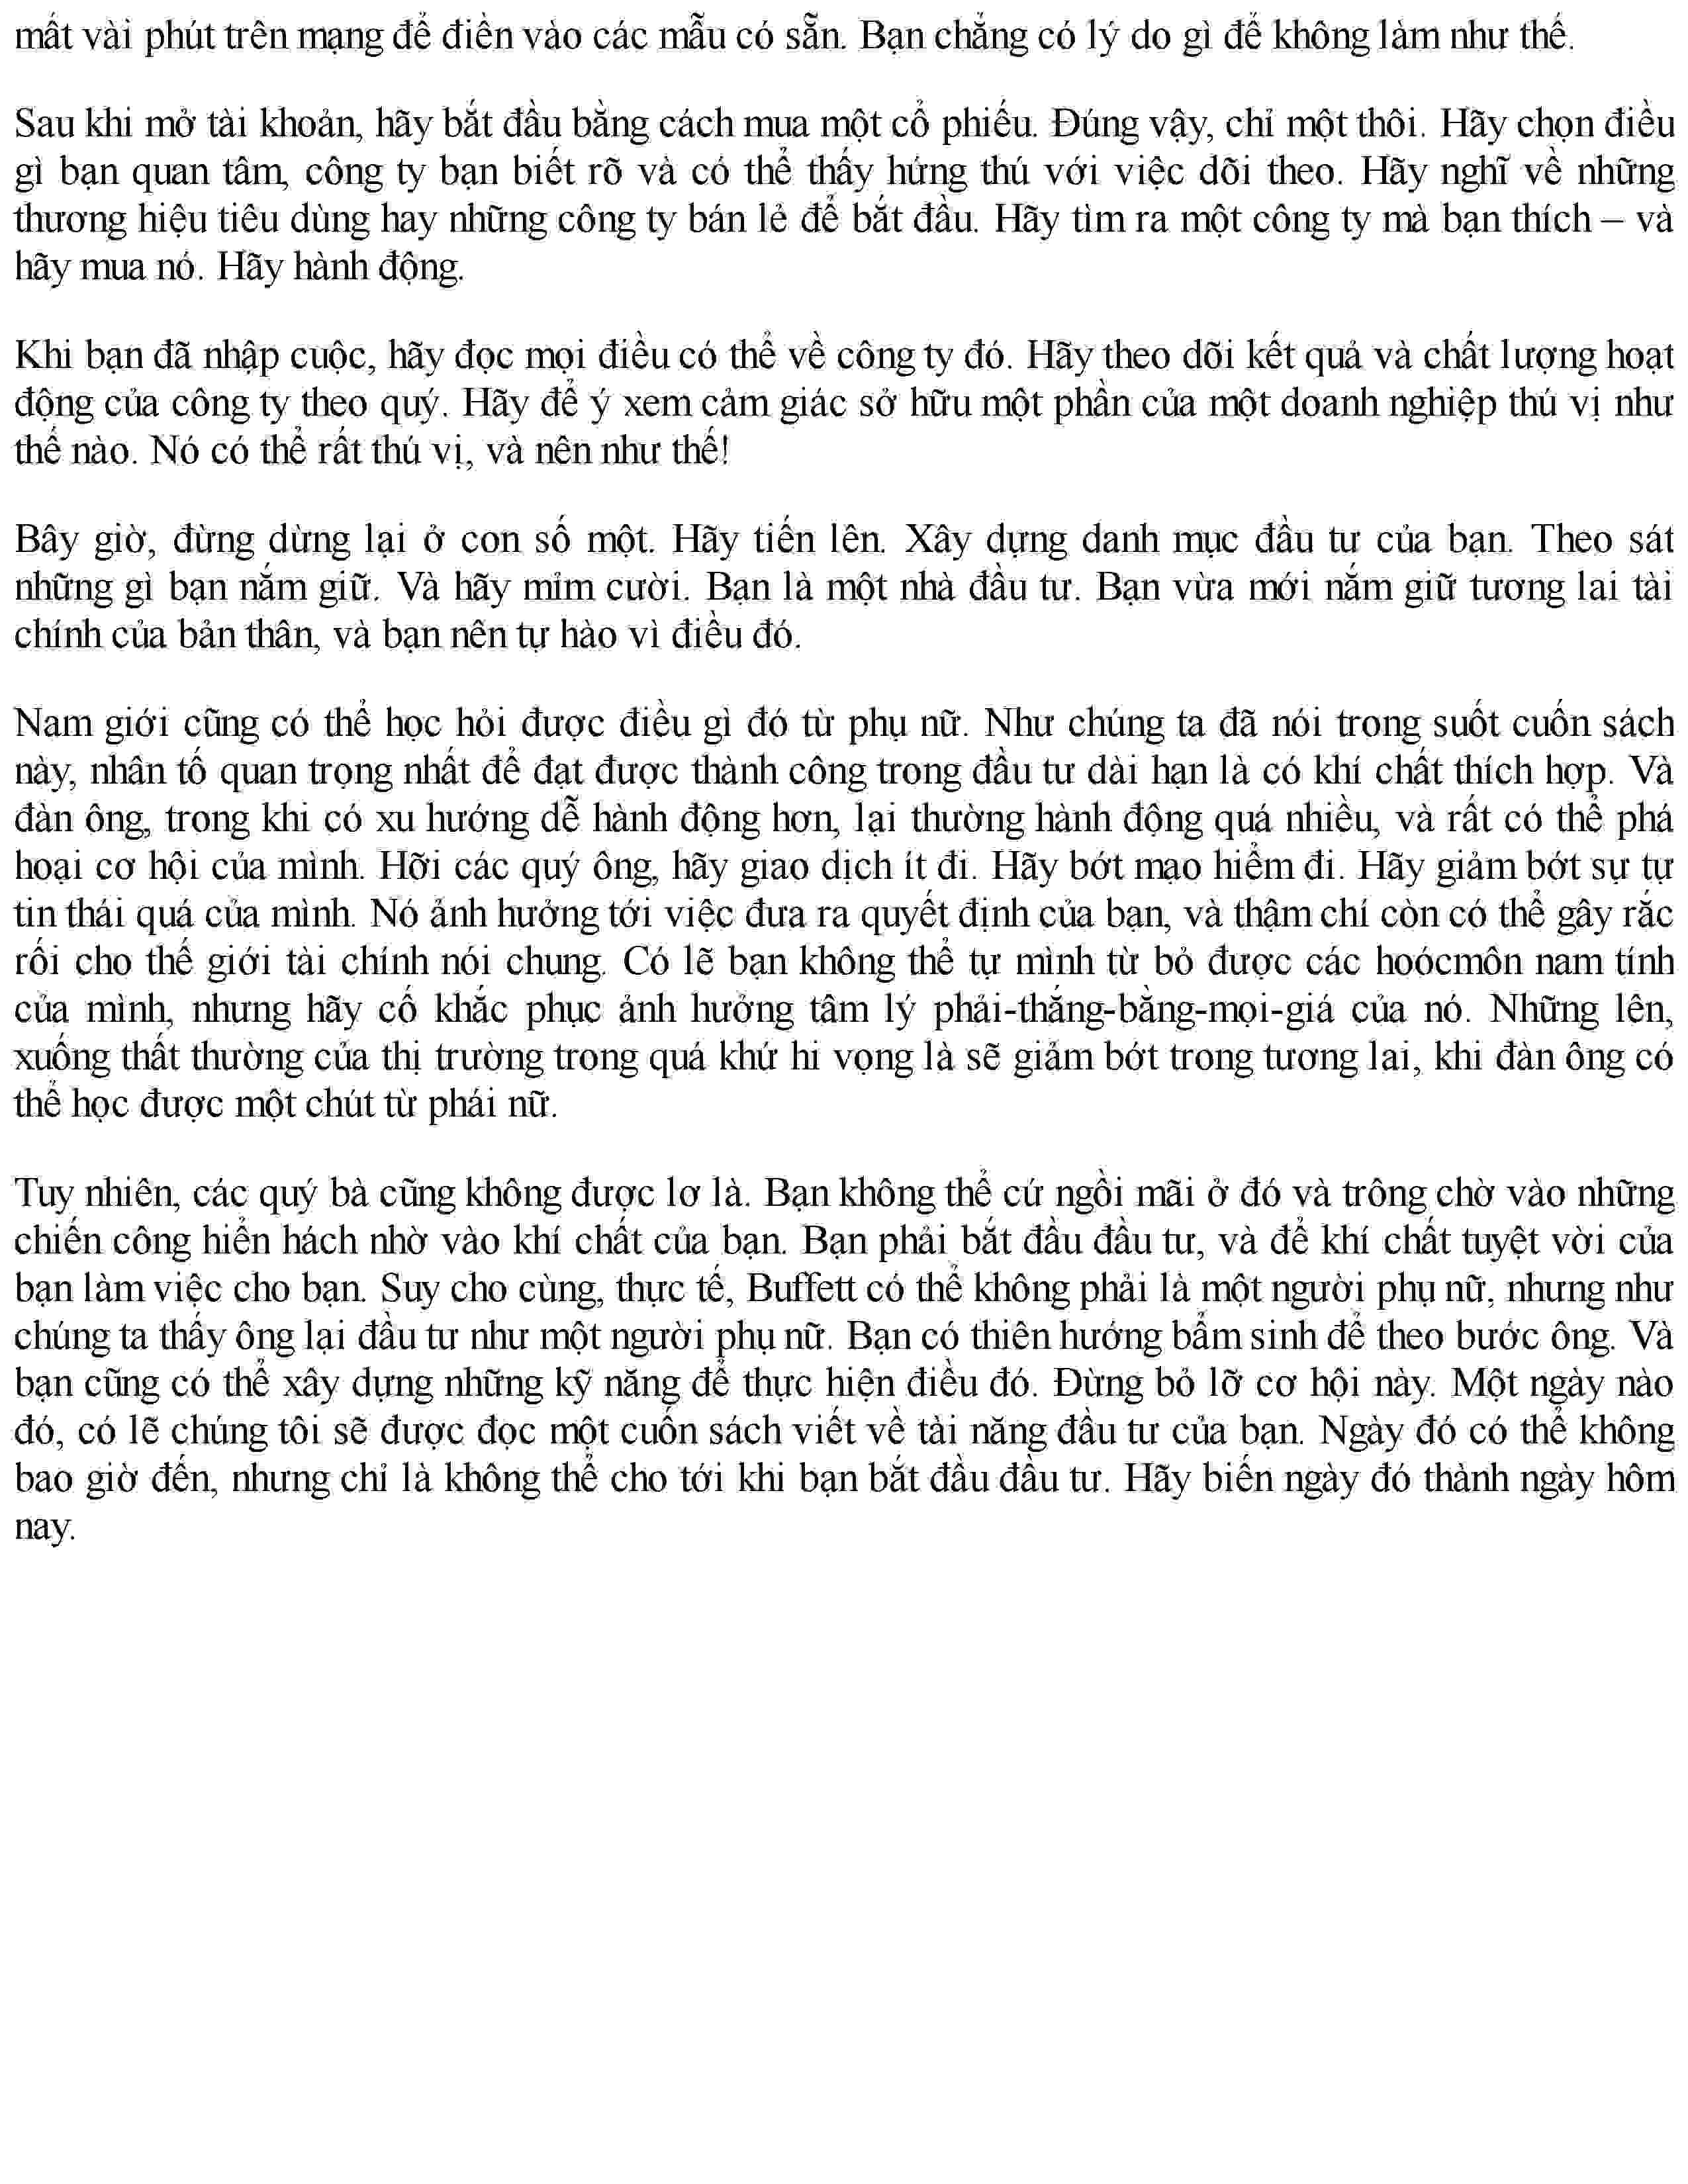 mất vài phút trên mạng để điền vào các mẫu có sẵn. Bạn chẳng có lý do gì để không làm như thế.
Sau khi mở tài khoản, hãy bắt đầu bằng cách mua một cổ phiếu. Đúng vậy, chỉ một thôi. Hãy chọn điều
gì bạn quan tâm, công ty bạn biết rõ và có thể thấy hứng thú với việc dõi theo. Hãy nghĩ về những
thương hiệu tiêu dùng hay những công ty bán lẻ để bắt đầu. Hãy tìm ra một công ty mà bạn thích – và
hãy mua nó. Hãy hành động.
Khi bạn đã nhập cuộc, hãy đọc mọi điều có thể về công ty đó. Hãy theo dõi kết quả và chất lượng hoạt
động của công ty theo quý. Hãy để ý xem cảm giác sở hữu một phần của một doanh nghiệp thú vị như
thế nào. Nó có thể rất thú vị, và nên như thế!
Bây giờ, đừng dừng lại ở con số một. Hãy tiến lên. Xây dựng danh mục đầu tư của bạn. Theo sát
những gì bạn nắm giữ. Và hãy mỉm cười. Bạn là một nhà đầu tư. Bạn vừa mới nắm giữ tương lai tài
chính của bản thân, và bạn nên tự hào vì điều đó.
Nam giới cũng có thể học hỏi được điều gì đó từ phụ nữ. Như chúng ta đã nói trong suốt cuốn sách
này, nhân tố quan trọng nhất để đạt được thành công trong đầu tư dài hạn là có khí chất thích hợp. Và
đàn ông, trong khi có xu hướng dễ hành động hơn, lại thường hành động quá nhiều, và rất có thể phá
hoại cơ hội của mình. Hỡi các quý ông, hãy giao dịch ít đi. Hãy bớt mạo hiểm đi. Hãy giảm bớt sự tự
tin thái quá của mình. Nó ảnh hưởng tới việc đưa ra quyết định của bạn, và thậm chí còn có thể gây rắc
rối cho thế giới tài chính nói chung. Có lẽ bạn không thể tự mình từ bỏ được các hoócmôn nam tính
của mình, nhưng hãy cố khắc phục ảnh hưởng tâm lý phải-thắng-bằng-mọi-giá của nó. Những lên,
xuống thất thường của thị trường trong quá khứ hi vọng là sẽ giảm bớt trong tương lai, khi đàn ông có
thể học được một chút từ phái nữ.
Tuy nhiên, các quý bà cũng không được lơ là. Bạn không thể cứ ngồi mãi ở đó và trông chờ vào những
chiến công hiển hách nhờ vào khí chất của bạn. Bạn phải bắt đầu đầu tư, và để khí chất tuyệt vời của
bạn làm việc cho bạn. Suy cho cùng, thực tế, Buffett có thể không phải là một người phụ nữ, nhưng như
chúng ta thấy ông lại đầu tư như một người phụ nữ. Bạn có thiên hướng bẩm sinh để theo bước ông. Và
bạn cũng có thể xây dựng những kỹ năng để thực hiện điều đó. Đừng bỏ lỡ cơ hội này. Một ngày nào
đó, có lẽ chúng tôi sẽ được đọc một cuốn sách viết về tài năng đầu tư của bạn. Ngày đó có thể không
bao giờ đến, nhưng chỉ là không thể cho tới khi bạn bắt đầu đầu tư. Hãy biến ngày đó thành ngày hôm
nay.